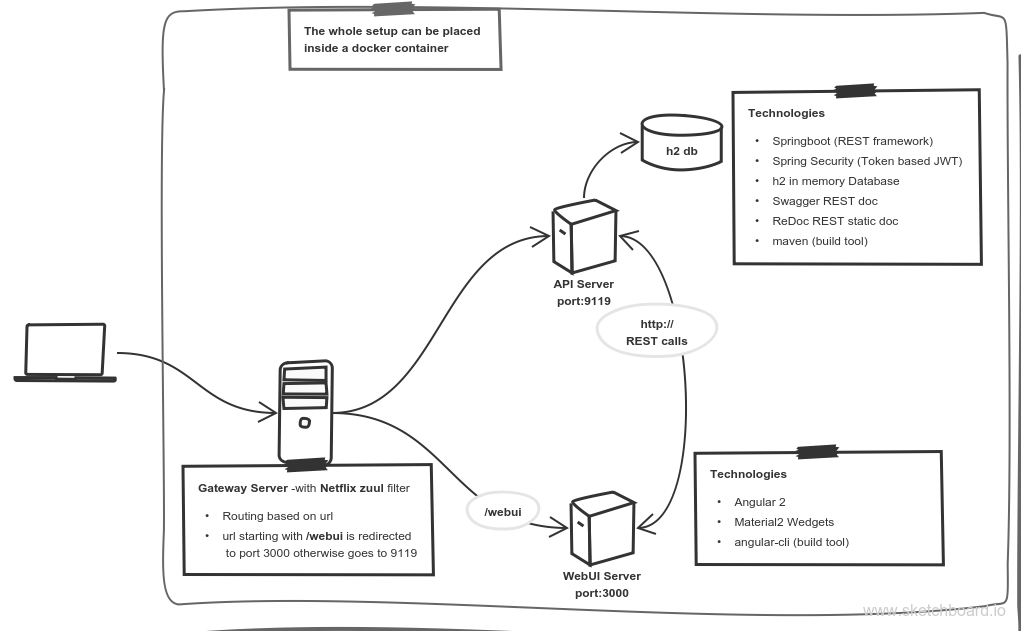 The whole setup can be placed
inside a docker container
h2 db
Technologies
• Springboot (REST framework)
• Spring Security (Token based JWT)
• h2 in memory Database
• Swagger REST doc
• ReDoc REST static doc
• maven (build tool)
API Server
port:9119
http://
REST calls
Gateway Server -with Netflix zuul filter
• Routing based on url
• url starting with /webui is redirected
to port 3000 otherwise goes to 9119
/webui
WebUI Server
port:3000
Technologies
• Angular 2
• Material2 Wedgets
• angular-cli (build tool)
www.sketchboard.io